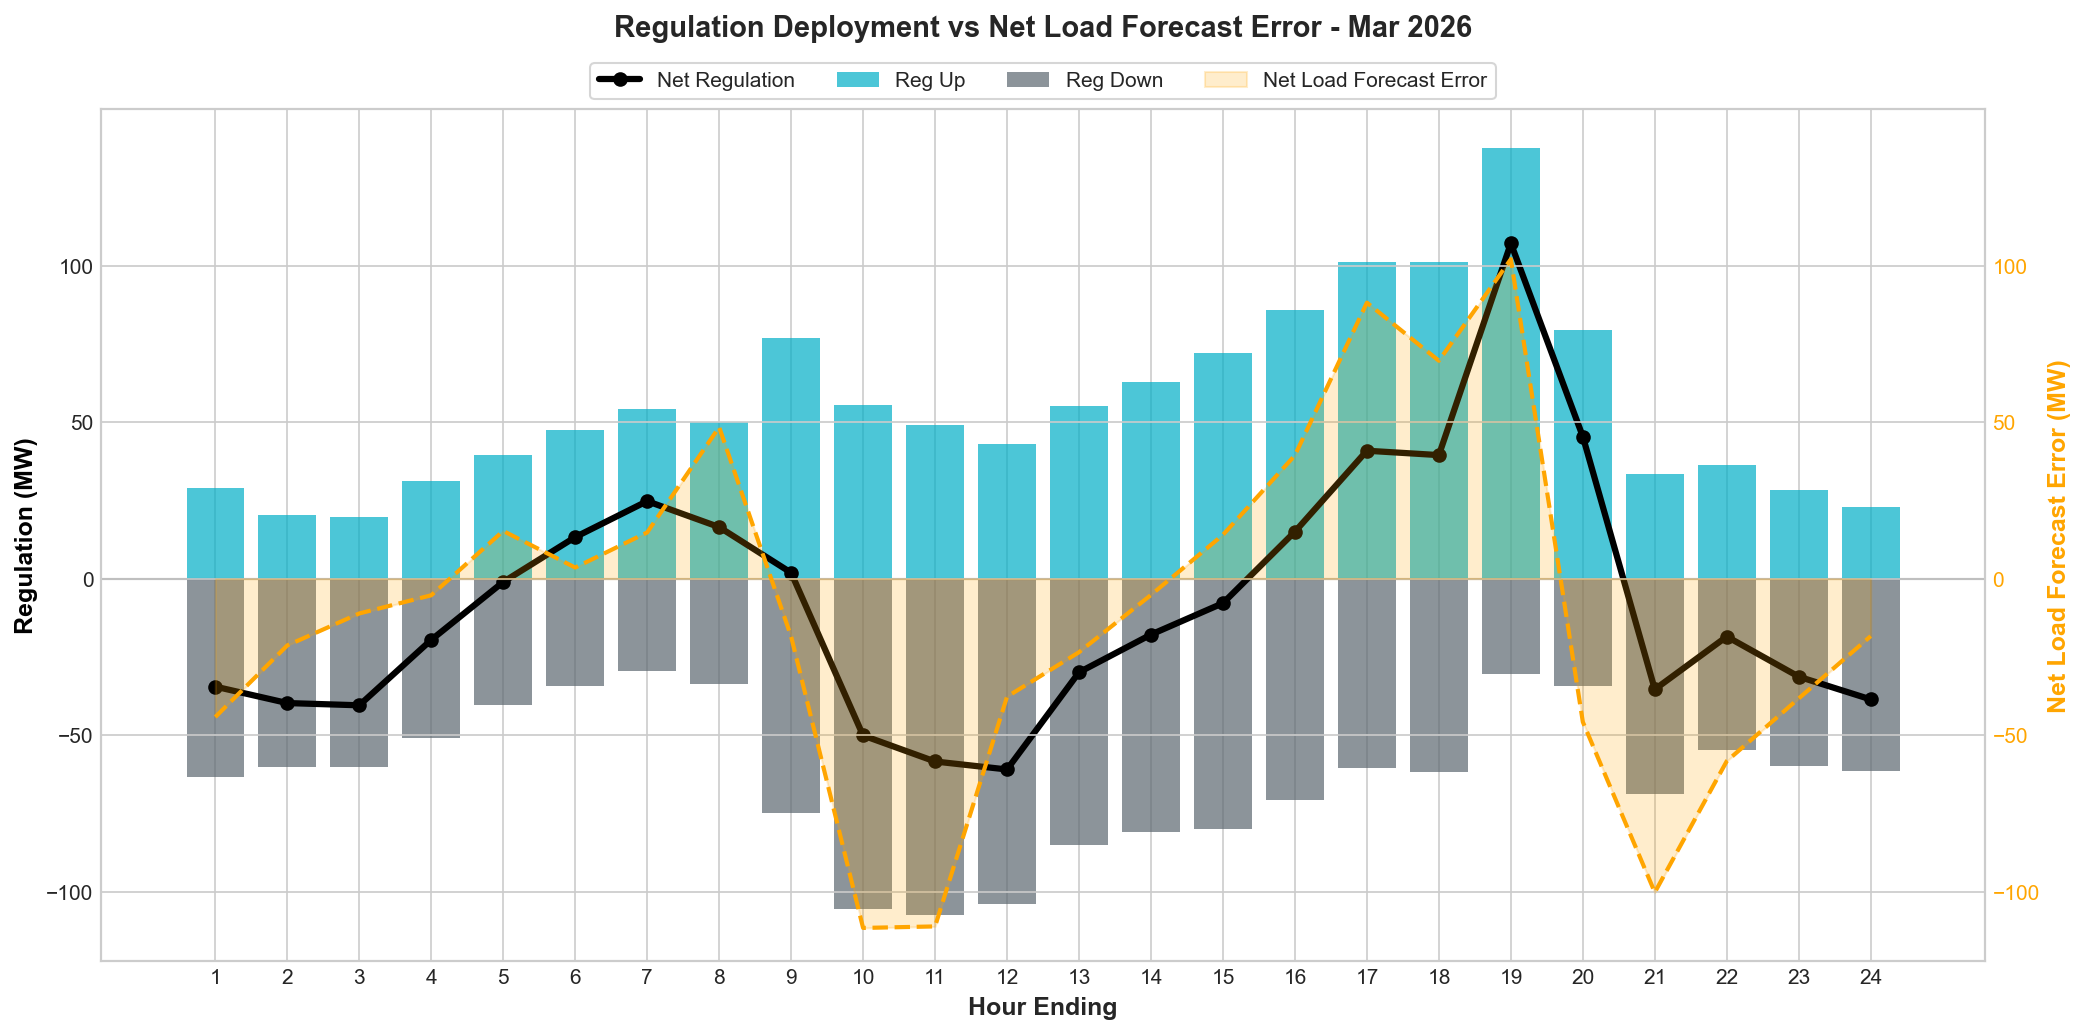 Regulation Deployment vs Net Load Forecast Error - Mar 2026
Net Regulation Reg Up Reg Down Net Load Forecast Error
Regulation (MW)
100
50
0
−50
−100
100
50
0
−50
−100
Net Load Forecast Error (MW)
1 2 3 4 5 6 7 8 9 10 11 12 13 14 15 16 17 18 19 20 21 22 23 24
Hour Ending